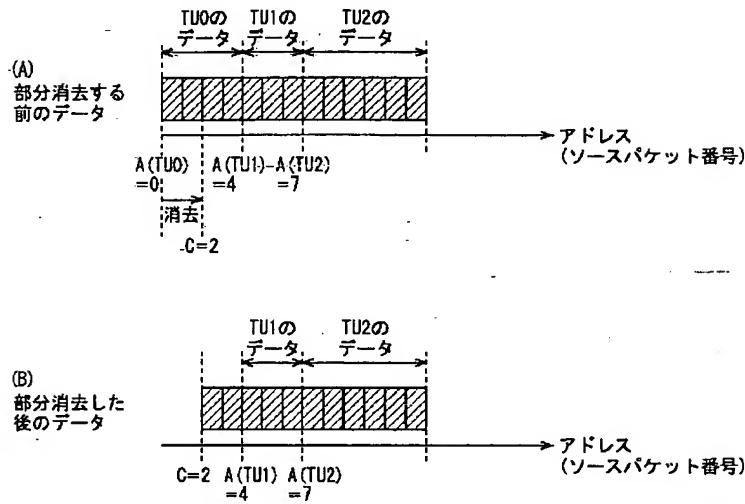 TU0の TU1の TU2の
データ データ データ
(A)
部分消去する
前のデータ
アドレス
(ソースパケット番号)
A(TU0) A(TU1) A(TU2)
=0 =4 =7
消去
C=2
TU1の TU2の
データ データ
(B)
部分消去した
後のデータ
アドレス
(ソースパケット番号)
C=2 A(TU1) A(TU2)
=4 =7